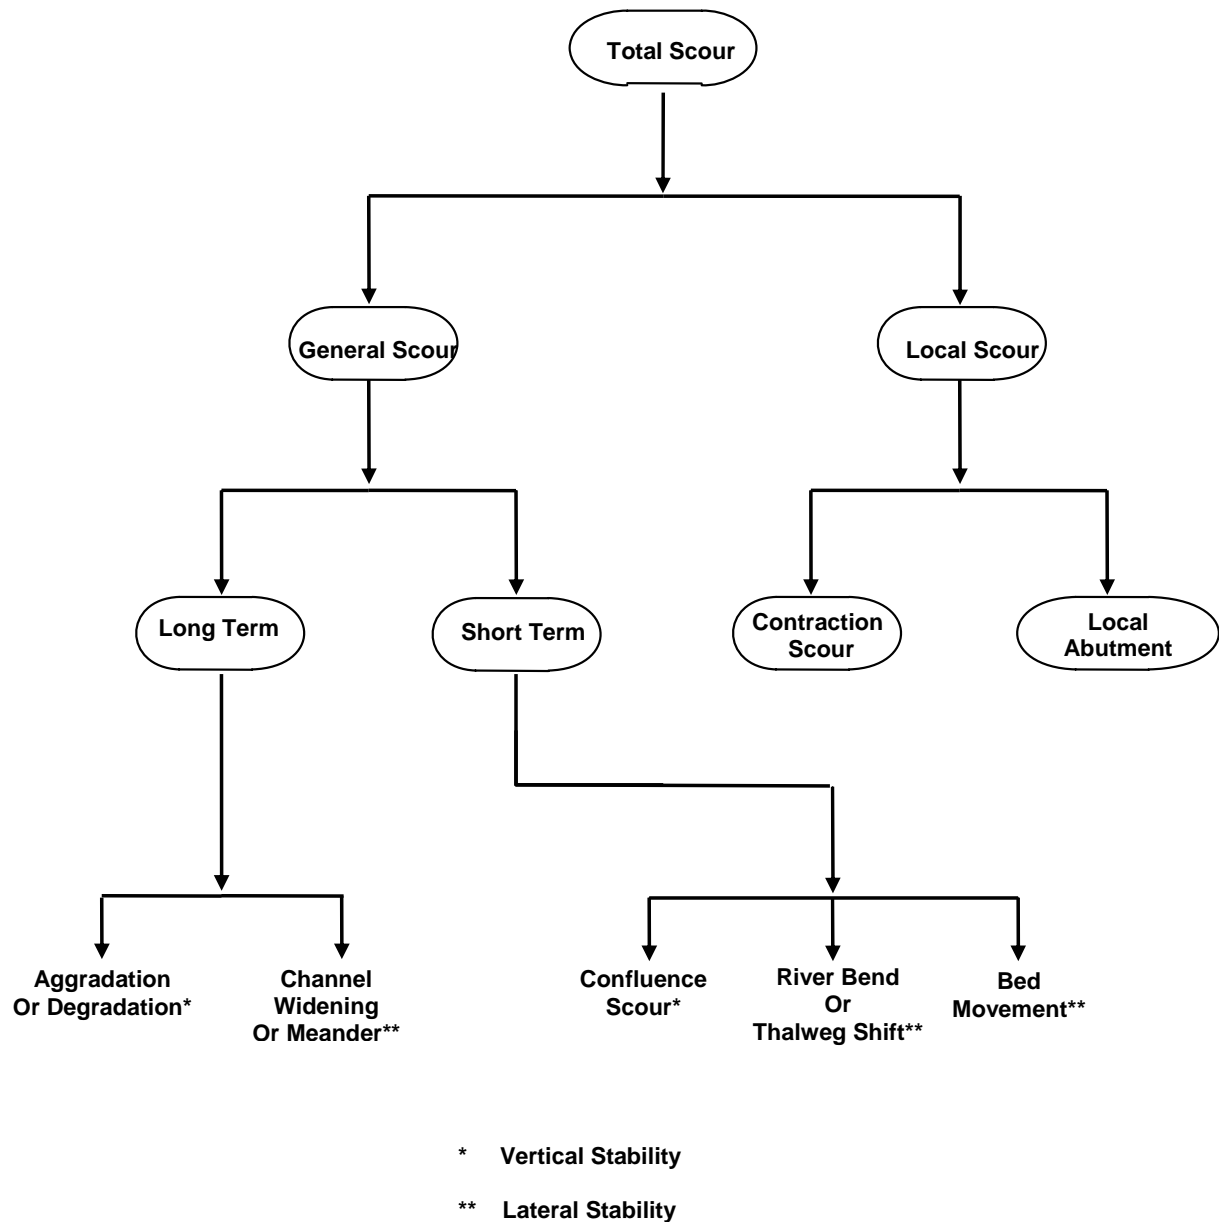 Total Scour
General Scour
Local Scour
Long Term
Short Term
Contraction
Scour
Local
Abutment
Aggradation
Or Degradation*
Channel
Widening
Or Meander**
Confluence
Scour*
River Bend
Or
Thalweg Shift**
Bed
Movement**
* Vertical Stability
** Lateral Stability